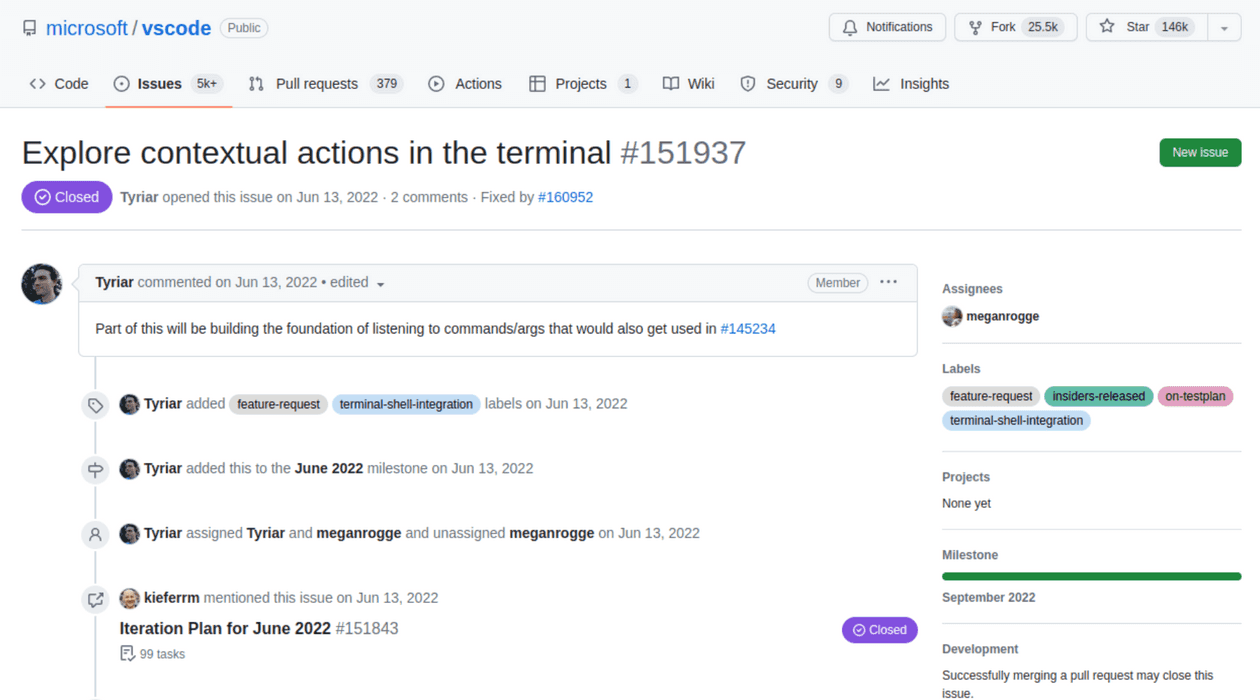 microsoft / vscode Public Notifications Fork 25.5k Star 146k
Code Issues 5k+ Pull requests 379 Actions Projects 1 Wiki Security 9 Insights
Explore contextual actions in the terminal #151937 New issue
Closed Tyriar opened this issue on Jun 13, 2022 · 2 comments · Fixed by #160952
Tyriar commented on Jun 13, 2022 • edited Member ···
Part of this will be building the foundation of listening to commands/args that would also get used in #145234
Tyriar added feature-request terminal-shell-integration labels on Jun 13, 2022
Tyriar added this to the June 2022 milestone on Jun 13, 2022
Tyriar assigned Tyriar and meganrogge and unassigned meganrogge on Jun 13, 2022
kieferrm mentioned this issue on Jun 13, 2022
Iteration Plan for June 2022 #151843 Closed
99 tasks
Assignees
meganrogge
Labels
feature-request insiders-released on-testplan
terminal-shell-integration
Projects
None yet
Milestone
September 2022
Development
Successfully merging a pull request may close this
issue.